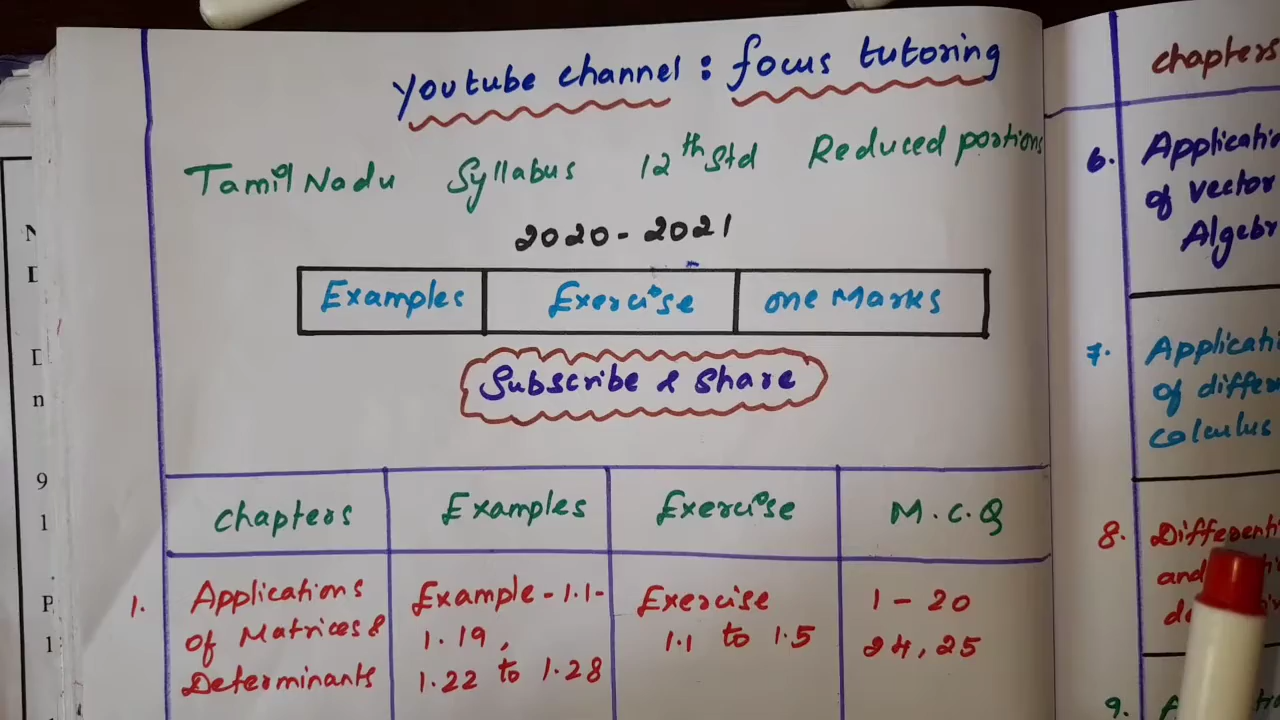 Youtube channel : focus tutoring
Tamil Nadu Syllabus 12th Std Reduced portions
2020-2021
Examples Exercise one Marks
Subscribe & Share
chapters Examples Exercise M.C.Q
1. Applications of Matrices & Determinants
Example - 1.1 -
1.19,
1.22 to 1.28
Exercise
1.1 to 1.5
1 - 20
24, 25
chapters
6.
of vector
7.
of
calculus
8.
and
9.